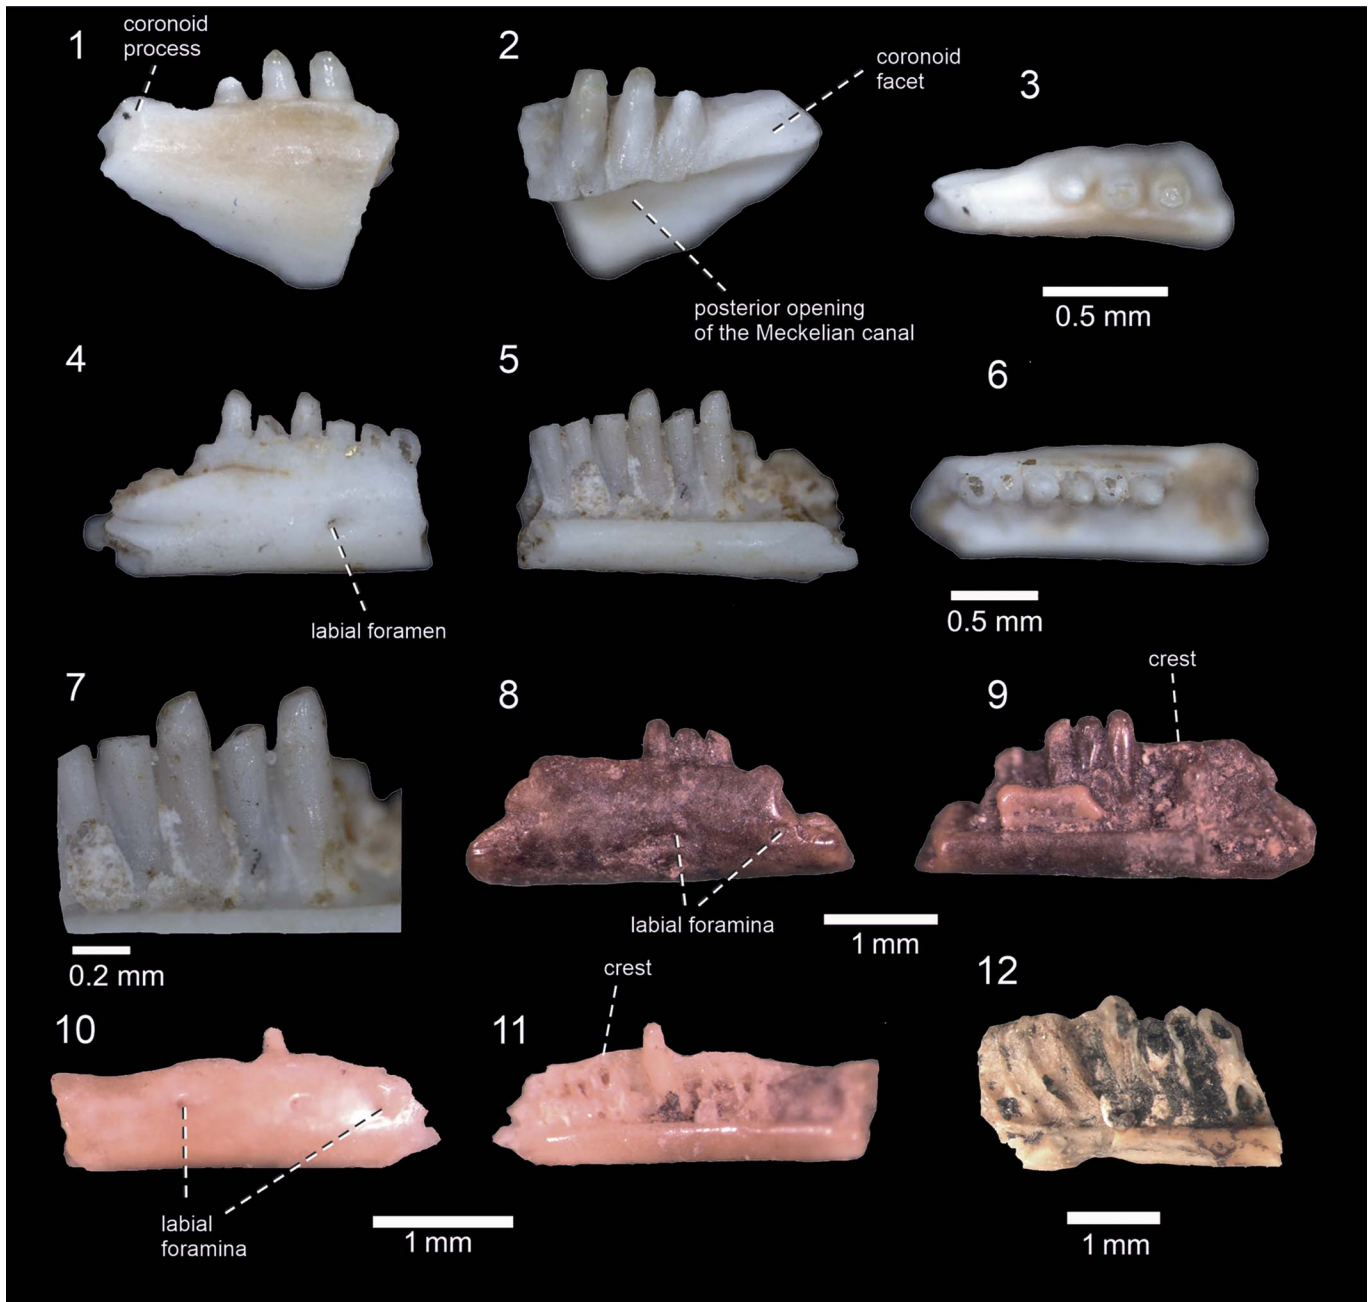 1
coronoid
process
2
coronoid
facet
3
0.5 mm
posterior opening
of the Meckelian canal
4
labial foramen
5
6
0.5 mm
7
0.2 mm
8
labial foramina
1 mm
9
crest
10
labial
foramina
11
crest
1 mm
12
1 mm